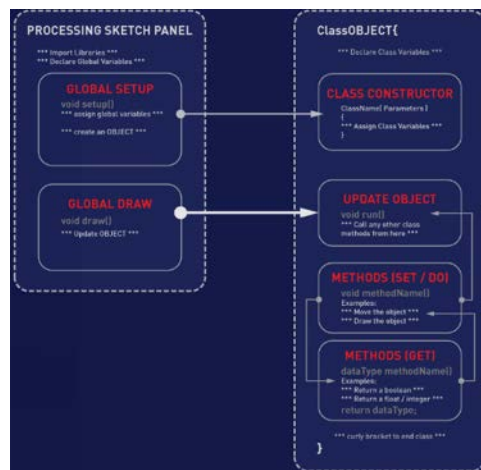 PROCESSING SKETCH PANEL
*** Import Libraries ***
*** Declare Global Variables ***
GLOBAL SETUP
void setup()
*** assign global variables ***
*** create an OBJECT ***
GLOBAL DRAW
void draw()
*** Update OBJECT ***
ClassOBJECT{
*** Declare Class Variables ***
CLASS CONSTRUCTOR
ClassName( Parameters )
{
*** Assign Class Variables ***
}
UPDATE OBJECT
void run()
*** Call any other class
methods from here ***
METHODS (SET / DO)
void methodName()
Examples:
*** Move the object ***
*** Draw the object ***
METHODS (GET)
dataType methodName()
Examples:
*** Return a boolean ***
*** Return a float / integer ***
return dataType;
*** curly bracket to end class ***
}